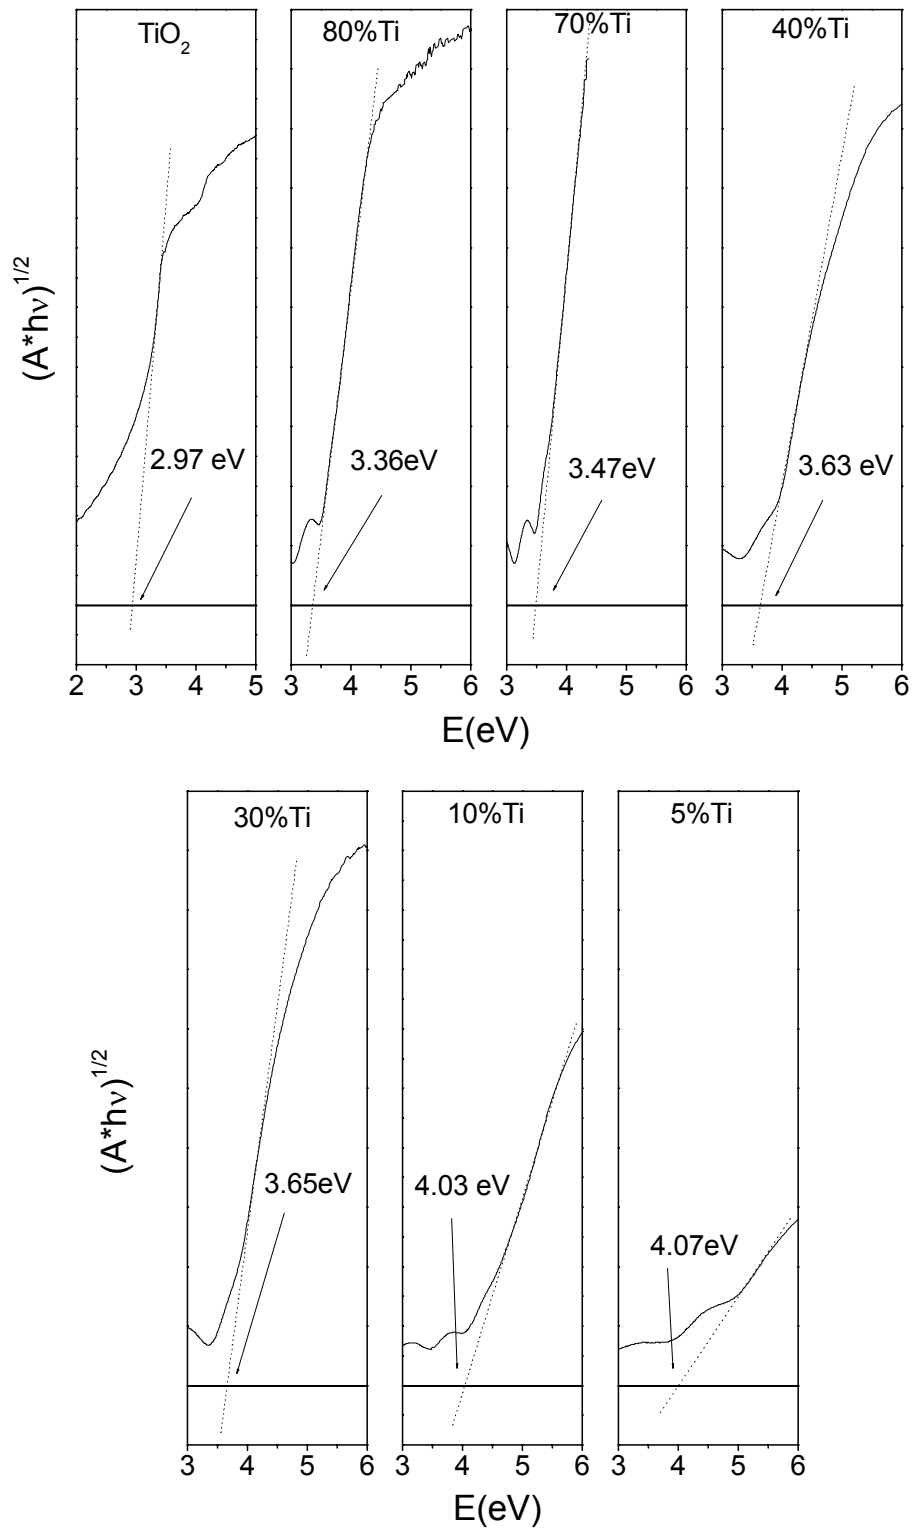 TiO2
80%Ti
70%Ti
40%Ti
(A*hν)1/2
2.97 eV
3.36eV
3.47eV
3.63 eV
2 3 4 5
3 4 5 6
3 4 5 6
3 4 5 6
E(eV)
30%Ti
10%Ti
5%Ti
(A*hν)1/2
3.65eV
4.03 eV
4.07eV
3 4 5 6
3 4 5 6
3 4 5 6
E(eV)